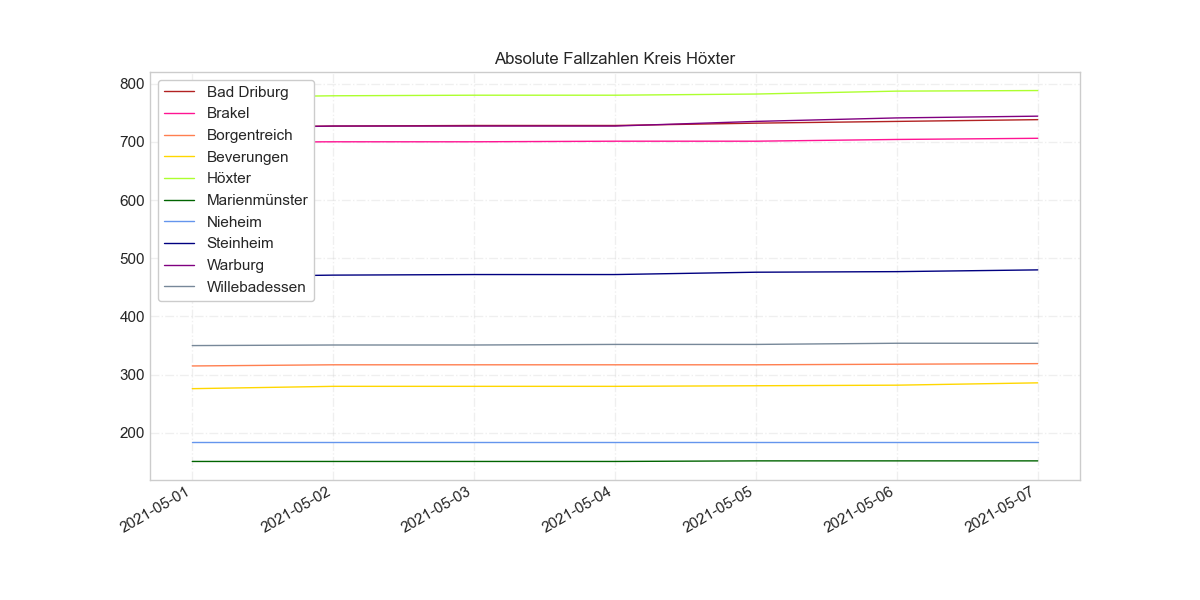 Absolute Fallzahlen Kreis Höxter
800
700
600
500
400
300
200
Bad Driburg
Brakel
Borgentreich
Beverungen
Höxter
Marienmünster
Nieheim
Steinheim
Warburg
Willebadessen
2021-05-01
2021-05-02
2021-05-03
2021-05-04
2021-05-05
2021-05-06
2021-05-07